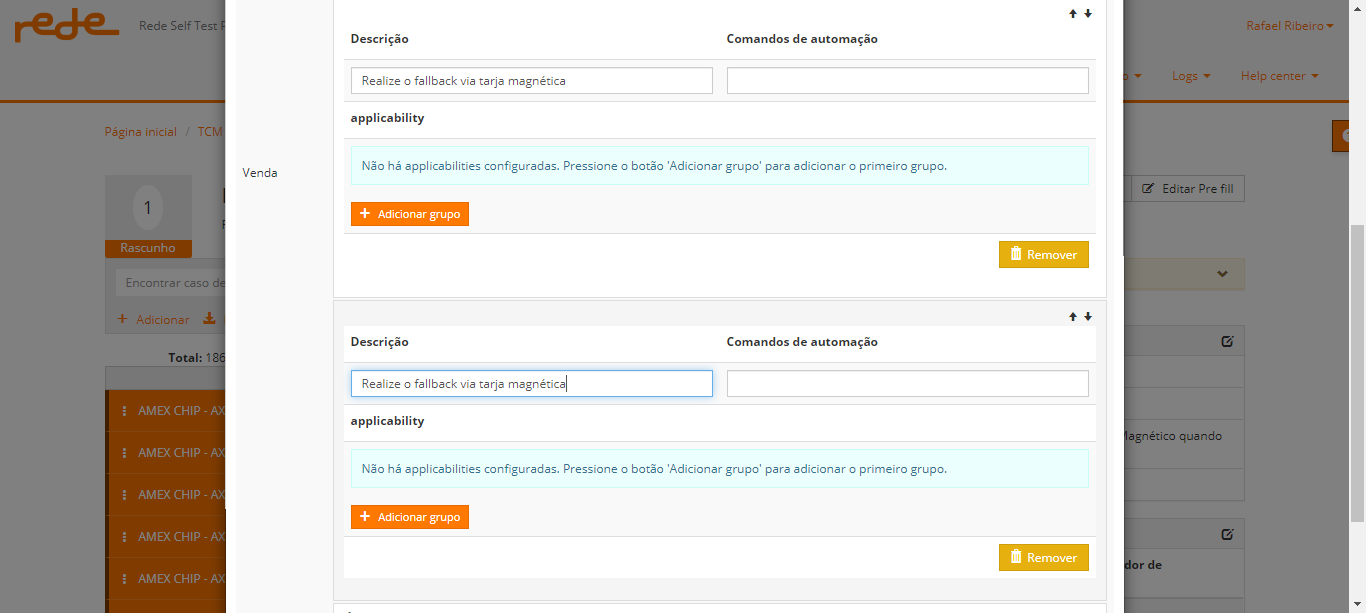 rede
Rede Self Test
Rafael Ribeiro
Logs
Help center
Página inicial / TCM
1
Rascunho
Encontrar caso de
Adicionar
Total: 186
AMEX CHIP - AX
AMEX CHIP - AX
AMEX CHIP - AX
AMEX CHIP - AX
AMEX CHIP - AX
Venda
Descrição
Comandos de automação
Realize o fallback via tarja magnética
applicability
Não há applicabilities configuradas. Pressione o botão 'Adicionar grupo' para adicionar o primeiro grupo.
+ Adicionar grupo
Remover
Descrição
Comandos de automação
Realize o fallback via tarja magnética
applicability
Não há applicabilities configuradas. Pressione o botão 'Adicionar grupo' para adicionar o primeiro grupo.
+ Adicionar grupo
Remover
Editar Pre fill
Magnético quando
dor de